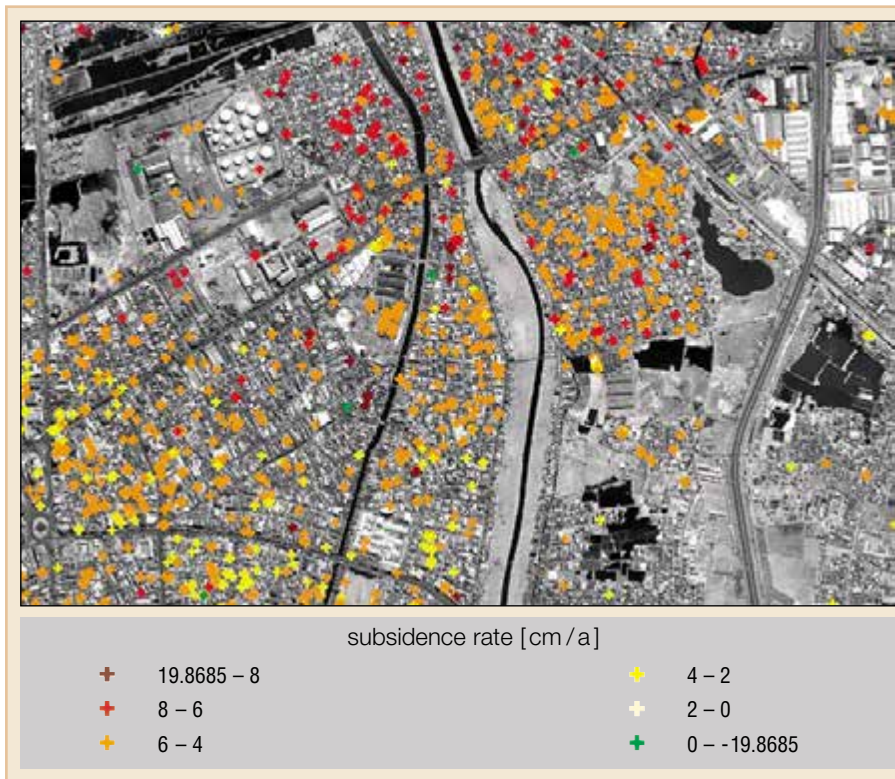 subsidence rate [cm/a]
19.8685 – 8
8 – 6
6 – 4
4 – 2
2 – 0
0 – -19.8685